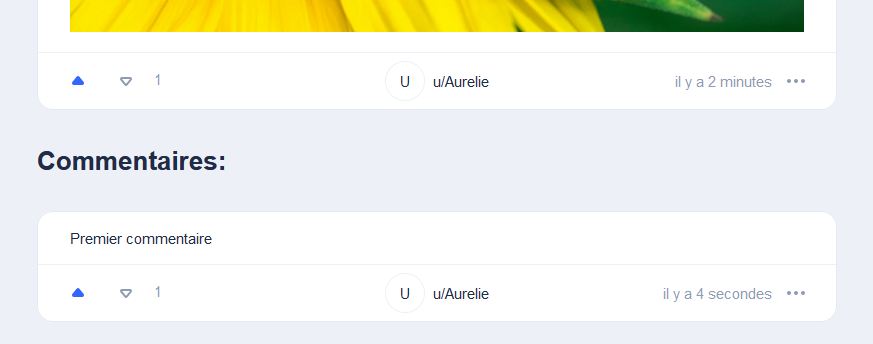 1 U u/Aurelie il y a 2 minutes
Commentaires:
Premier commentaire
1 U u/Aurelie il y a 4 secondes